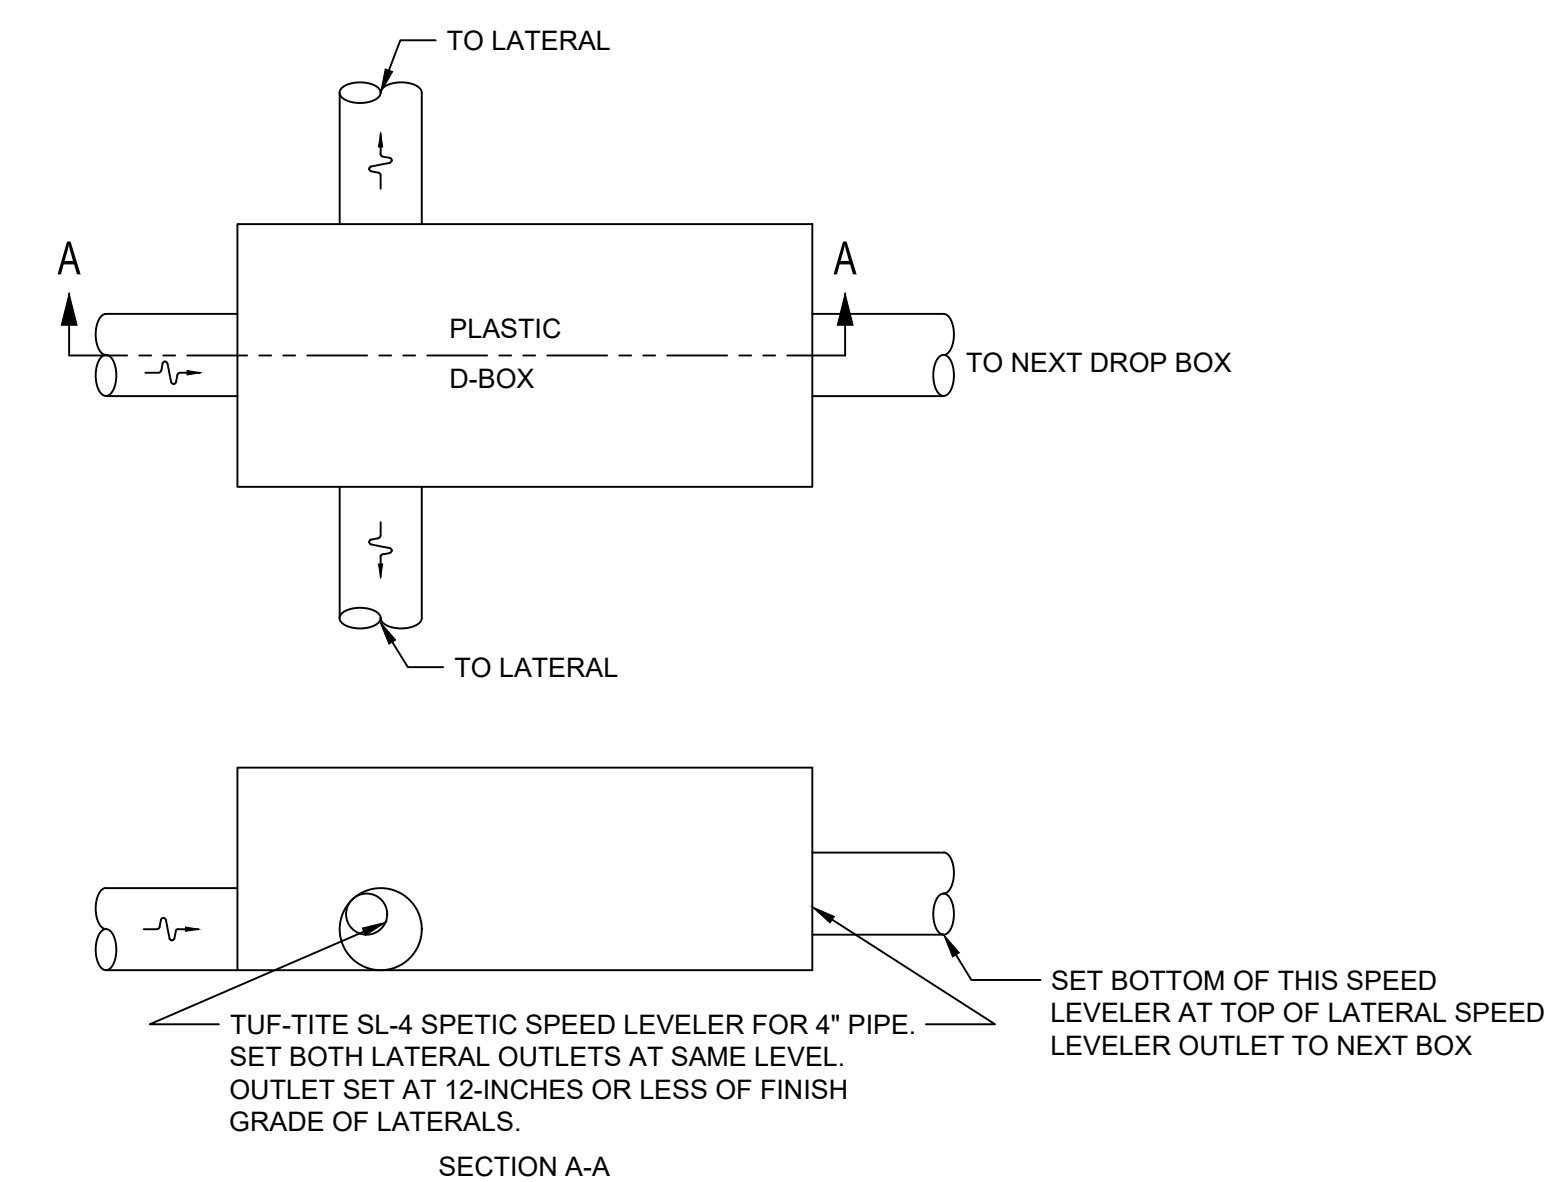 TO LATERAL
A
A
PLASTIC
D-BOX
TO NEXT DROP BOX
TO LATERAL
SET BOTTOM OF THIS SPEED
LEVELER AT TOP OF LATERAL SPEED
LEVELER OUTLET TO NEXT BOX
TUF-TITE SL-4 SPETIC SPEED LEVELER FOR 4" PIPE.
SET BOTH LATERAL OUTLETS AT SAME LEVEL.
OUTLET SET AT 12-INCHES OR LESS OF FINISH
GRADE OF LATERALS.
SECTION A-A